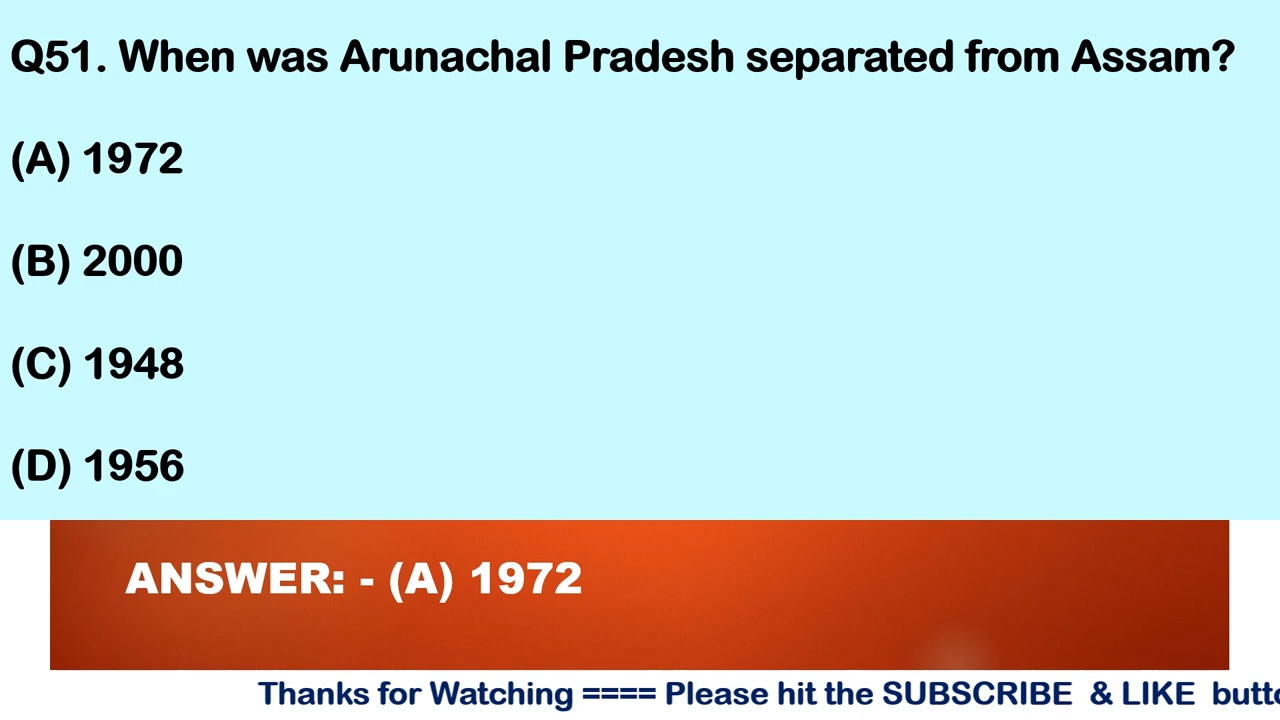 Q51. When was Arunachal Pradesh separated from Assam?
(A) 1972
(B) 2000
(C) 1948
(D) 1956
ANSWER: - (A) 1972
Thanks for Watching ==== Please hit the SUBSCRIBE & LIKE butto